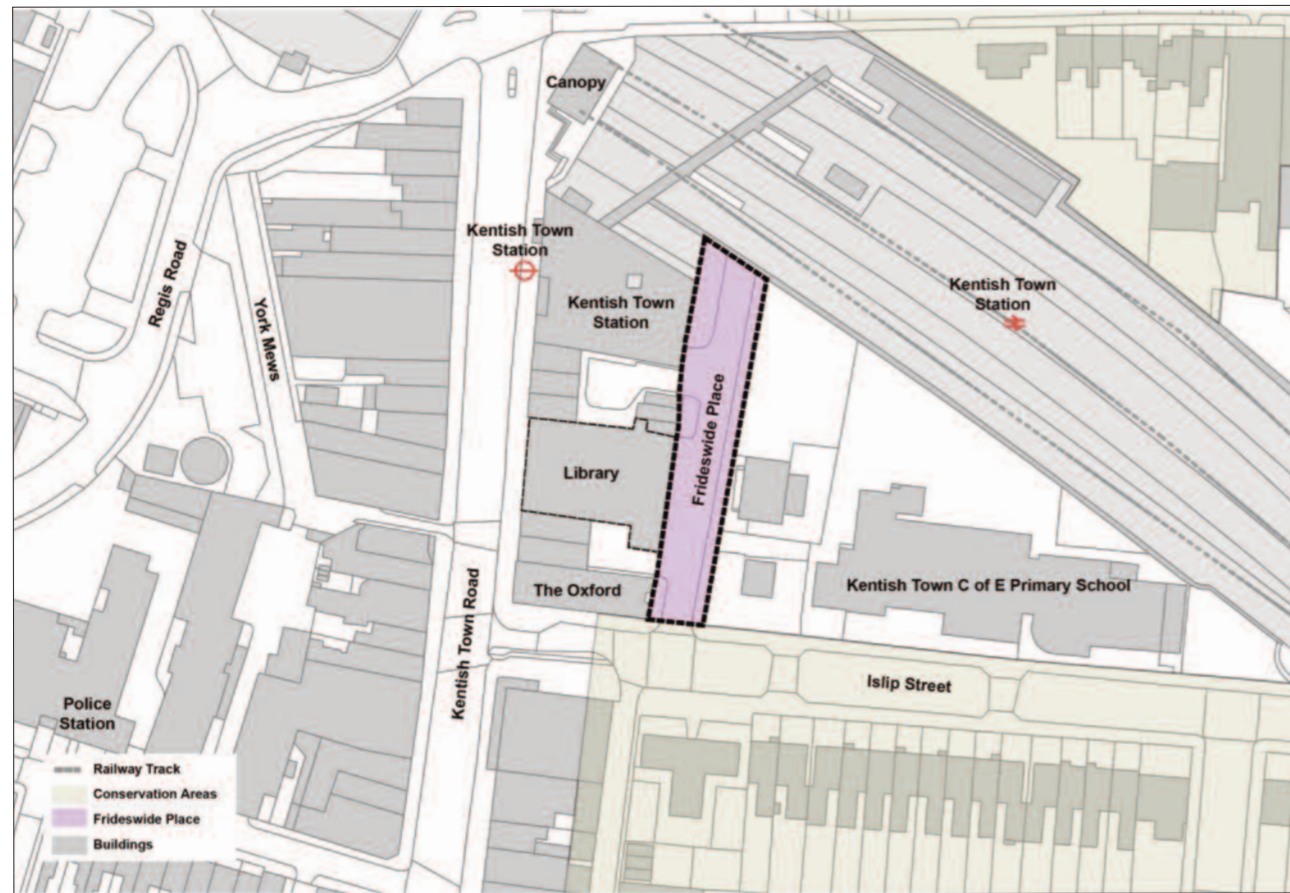 Canopy
Kentish Town
Station
Regis Road
York Mews
Kentish Town
Station
Kentish Town
Station
Frideswide Place
Library
Kentish Town C of E Primary School
The Oxford
Kentish Town Road
Islip Street
Police
Station
Railway Track
Conservation Areas
Frideswide Place
Buildings